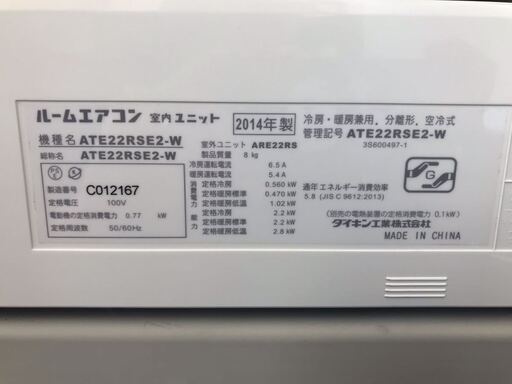 ルームエアコン 室内ユニット 2014年製 冷房・暖房兼用、分離形、空冷式
機種名 ATE22RSE2-W 室外ユニット ARE22RS 管理記号 ATE22RSE2-W
総称名 ATE22RSE2-W 製品質量 8 kg 3S600497-1
冷房運転電流 6.5 A
暖房運転電流 5.4 A
製造番号 C012167
定格電圧 100V
電動機の定格消費電力 0.77 kW
定格周波数 50/60Hz
消費電力 定格冷房 0.560 kW
定格暖房標準 0.470 kW
定格暖房低温 1.02 kW
能力 定格冷房 2.2 kW
定格暖房標準 2.2 kW
定格暖房低温 2.8 kW
通年エネルギー消費効率
5.8 (JIS C 9612:2013)
G
(別売の電熱装置の定格消費電力 0.1kW)
ダイキン工業株式会社
MADE IN CHINA